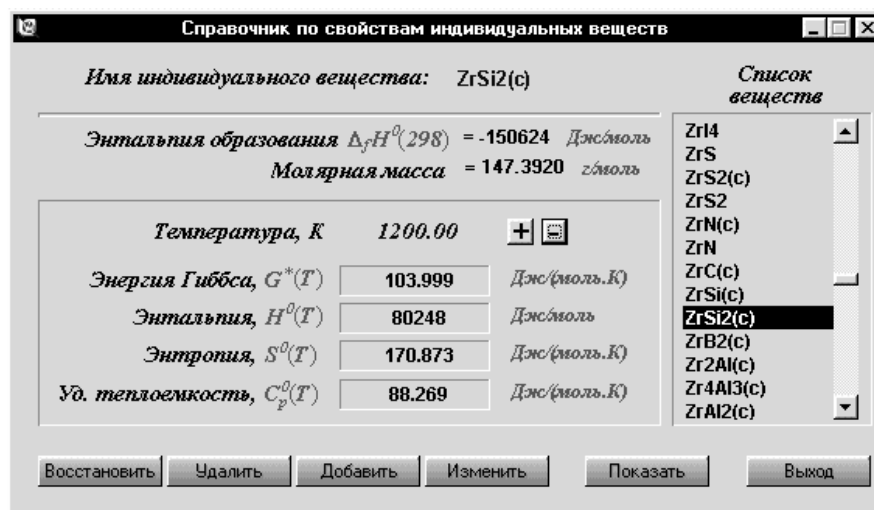 Справочник по свойствам индивидуальных веществ
Имя индивидуального вещества: ZrSi2(c)
Энтальпия образования ΔfH⁰(298) = -150624 Дж/моль
Молярная масса = 147.3920 г/моль
Температура, К 1200.00 + -
Энергия Гиббса, G*(T) 103.999 Дж/(моль.К)
Энтальпия, H⁰(T) 80248 Дж/моль
Энтропия, S⁰(T) 170.873 Дж/(моль.К)
Уд. теплоемкость, Cp⁰(T) 88.269 Дж/(моль.К)
Список
веществ
ZrI4
ZrS
ZrS2(c)
ZrS2
ZrN(c)
ZrN
ZrC(c)
ZrSi(c)
ZrSi2(c)
ZrB2(c)
Zr2Al(c)
Zr4Al3(c)
ZrAl2(c)
Восстановить Удалить Добавить Изменить Показать Выход